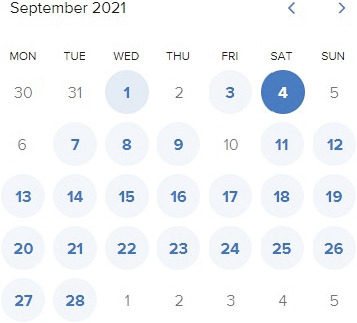 September 2021
MON TUE WED THU FRI SAT SUN
30 31 1 2 3 4 5
6 7 8 9 10 11 12
13 14 15 16 17 18 19
20 21 22 23 24 25 26
27 28 1 2 3 4 5